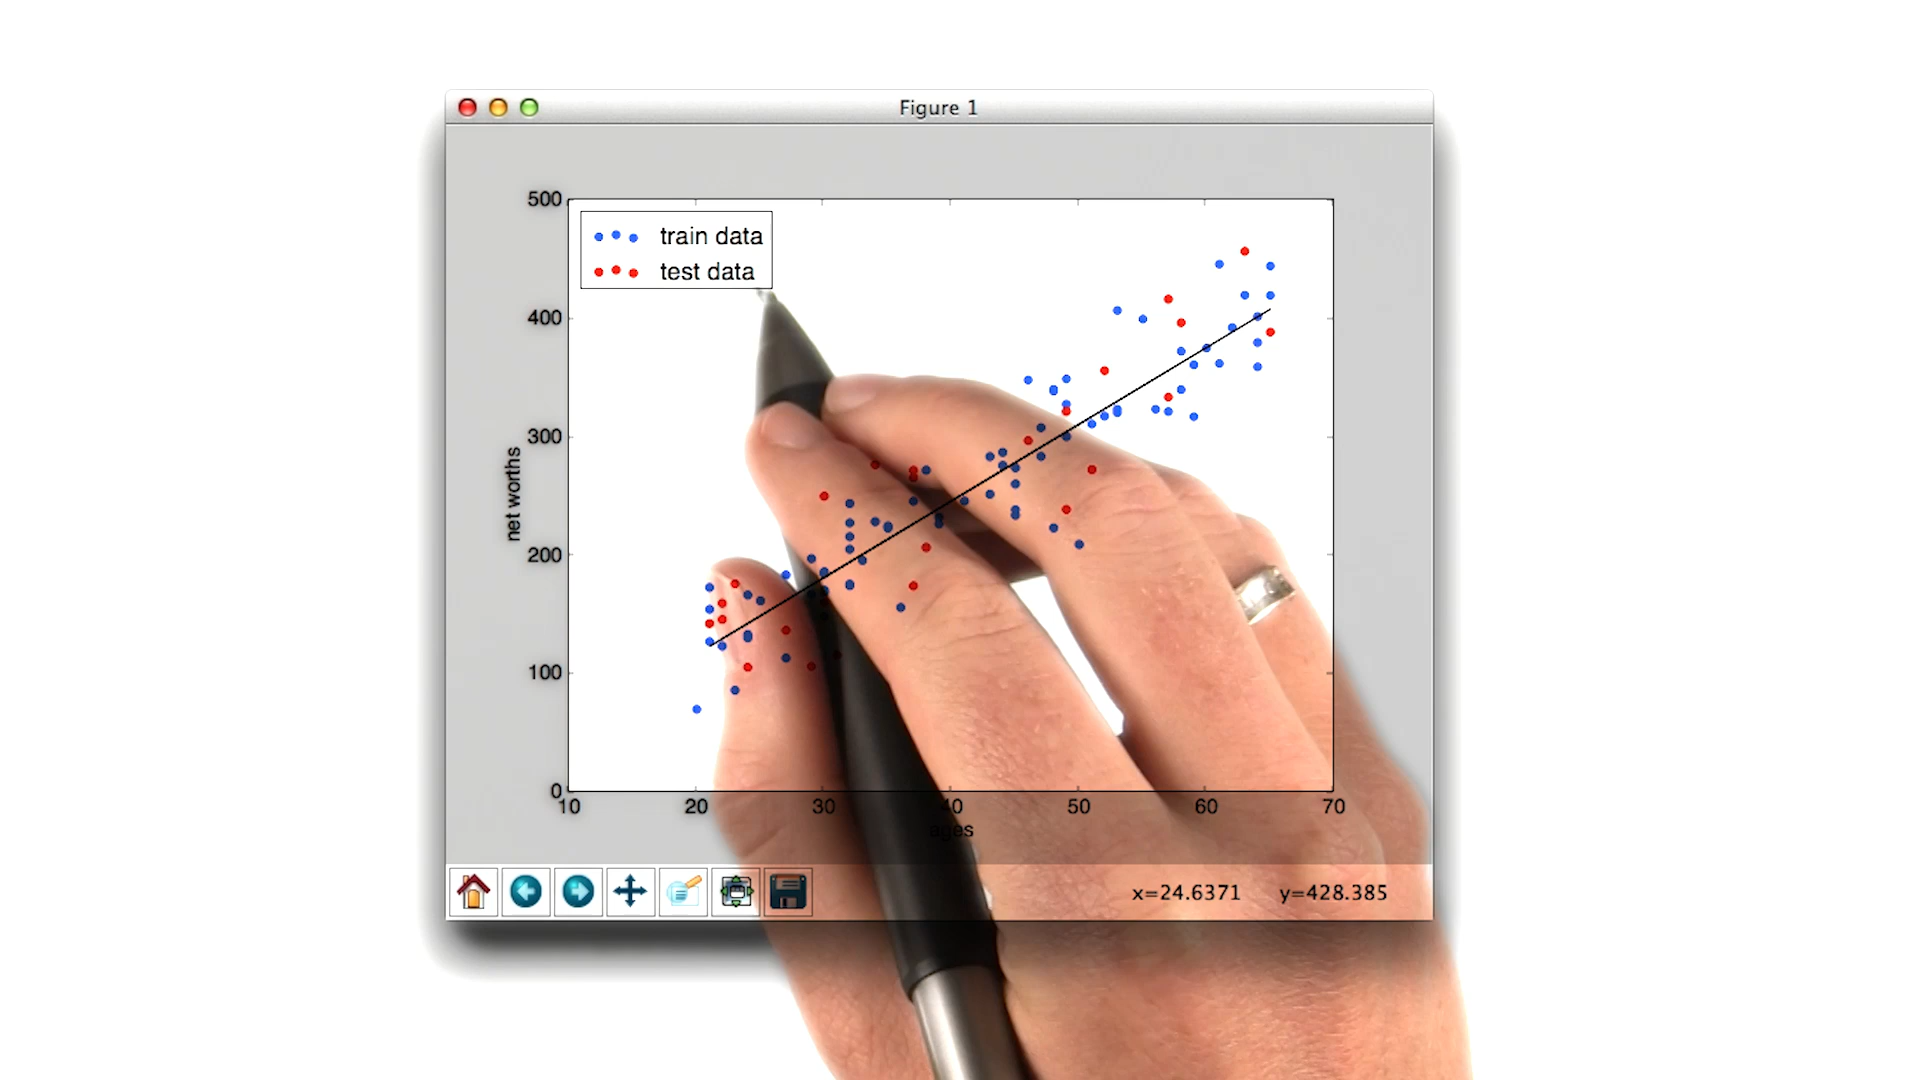 Figure 1
500
train data
test data
400
300
net worths
200
100
0
10 20 30 40 50 60 70
ages
x=24.6371 y=428.385